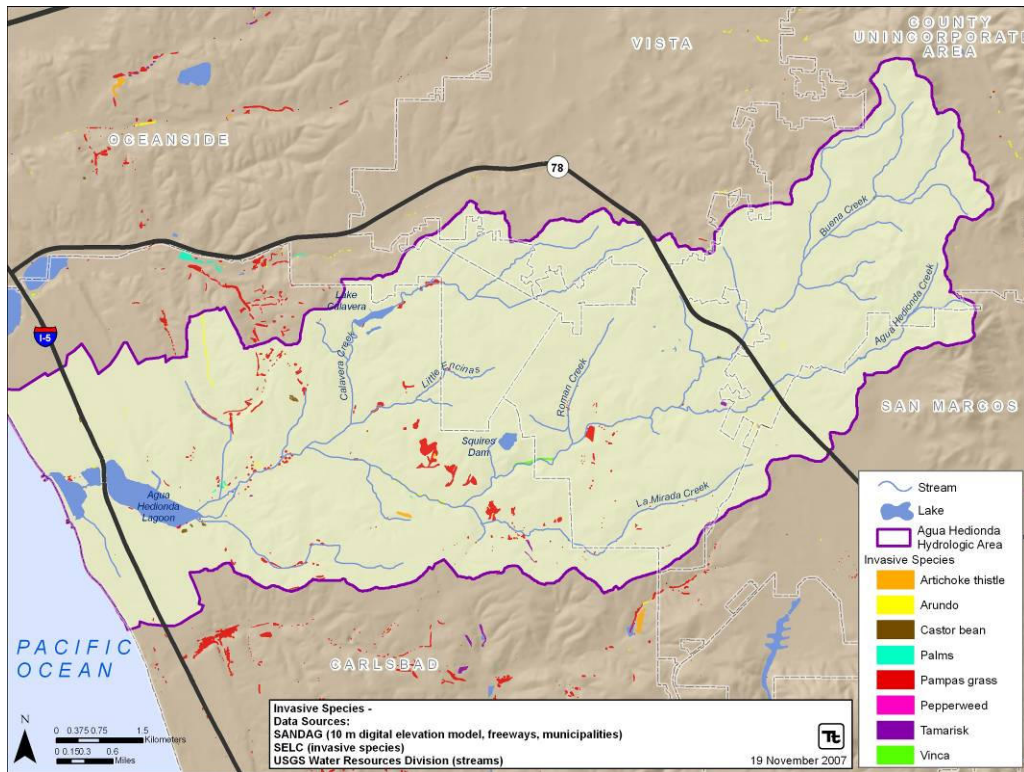 COUNTY
UNINCORPORATE
AREA
VISTA
OCEANSIDE
78
Buena Creek
Lake
Calavera
Agua Hedionda Creek
I-5
Calavera Creek
Little Encinas
Roman Creek
SAN MARCOS
Squires
Dam
Agua
Hedionda
Lagoon
La Mirada Creek
PACIFIC
OCEAN
CARLSBAD
Stream
Lake
Agua Hedionda
Hydrologic Area
Invasive Species
Artichoke thistle
Arundo
Castor bean
Palms
Pampas grass
Pepperweed
Tamarisk
Vinca
N
0 0.375 0.75 1.5
Kilometers
0 0.15 0.3 0.6
Miles
Invasive Species -
Data Sources:
SANDAG (10 m digital elevation model, freeways, municipalities)
SELC (invasive species)
USGS Water Resources Division (streams)
Tt
19 November 2007